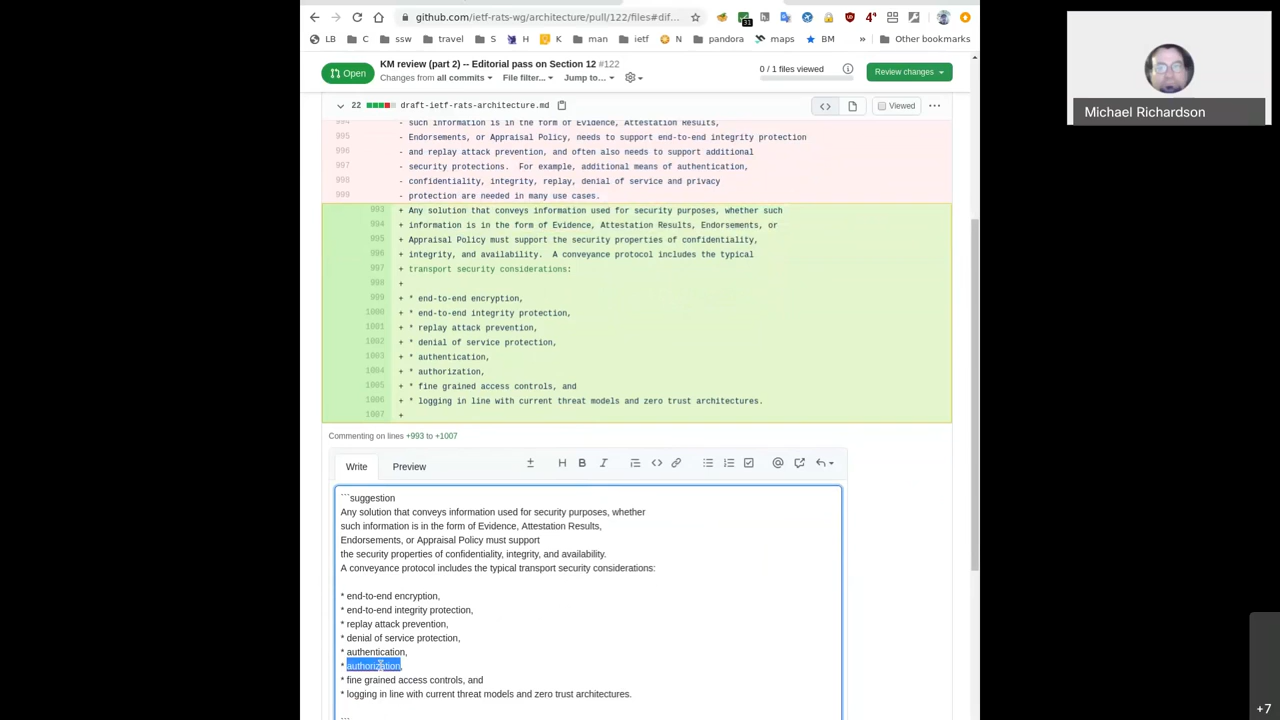 github.com/ietf-rats-wg/architecture/pull/122/files#dif...
31
LB C ssw travel S H K man ietf N pandora maps BM » Other bookmarks
Open
KM review (part 2) -- Editorial pass on Section 12 #122
Changes from all commits File filter... Jump to...
0 / 1 files viewed
Review changes
22 draft-ietf-rats-architecture.md
Viewed
994 - such information is in the form of Evidence, Attestation Results,
995 - Endorsements, or Appraisal Policy, needs to support end-to-end integrity protection
996 - and replay attack prevention, and often also needs to support additional
997 - security protections.  For example, additional means of authentication,
998 - confidentiality, integrity, replay, denial of service and privacy
999 - protection are needed in many use cases.
993 + Any solution that conveys information used for security purposes, whether such
994 + information is in the form of Evidence, Attestation Results, Endorsements, or
995 + Appraisal Policy must support the security properties of confidentiality,
996 + integrity, and availability.  A conveyance protocol includes the typical
997 + transport security considerations:
998 +
999 + * end-to-end encryption,
1000 + * end-to-end integrity protection,
1001 + * replay attack prevention,
1002 + * denial of service protection,
1003 + * authentication,
1004 + * authorization,
1005 + * fine grained access controls, and
1006 + * logging in line with current threat models and zero trust architectures.
1007 +
Commenting on lines +993 to +1007
Write Preview
```suggestion
Any solution that conveys information used for security purposes, whether
such information is in the form of Evidence, Attestation Results,
Endorsements, or Appraisal Policy must support
the security properties of confidentiality, integrity, and availability.
A conveyance protocol includes the typical transport security considerations:
* end-to-end encryption,
* end-to-end integrity protection,
* replay attack prevention,
* denial of service protection,
* authentication,
* authorization,
* fine grained access controls, and
* logging in line with current threat models and zero trust architectures.
```
Michael Richardson
+7